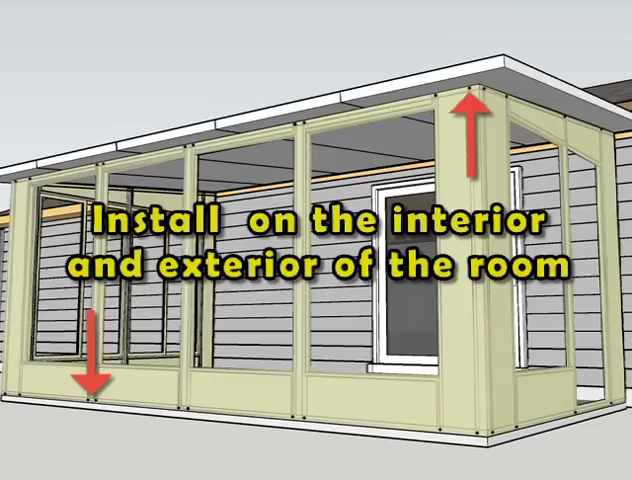 Install  on the interior
and exterior of the room